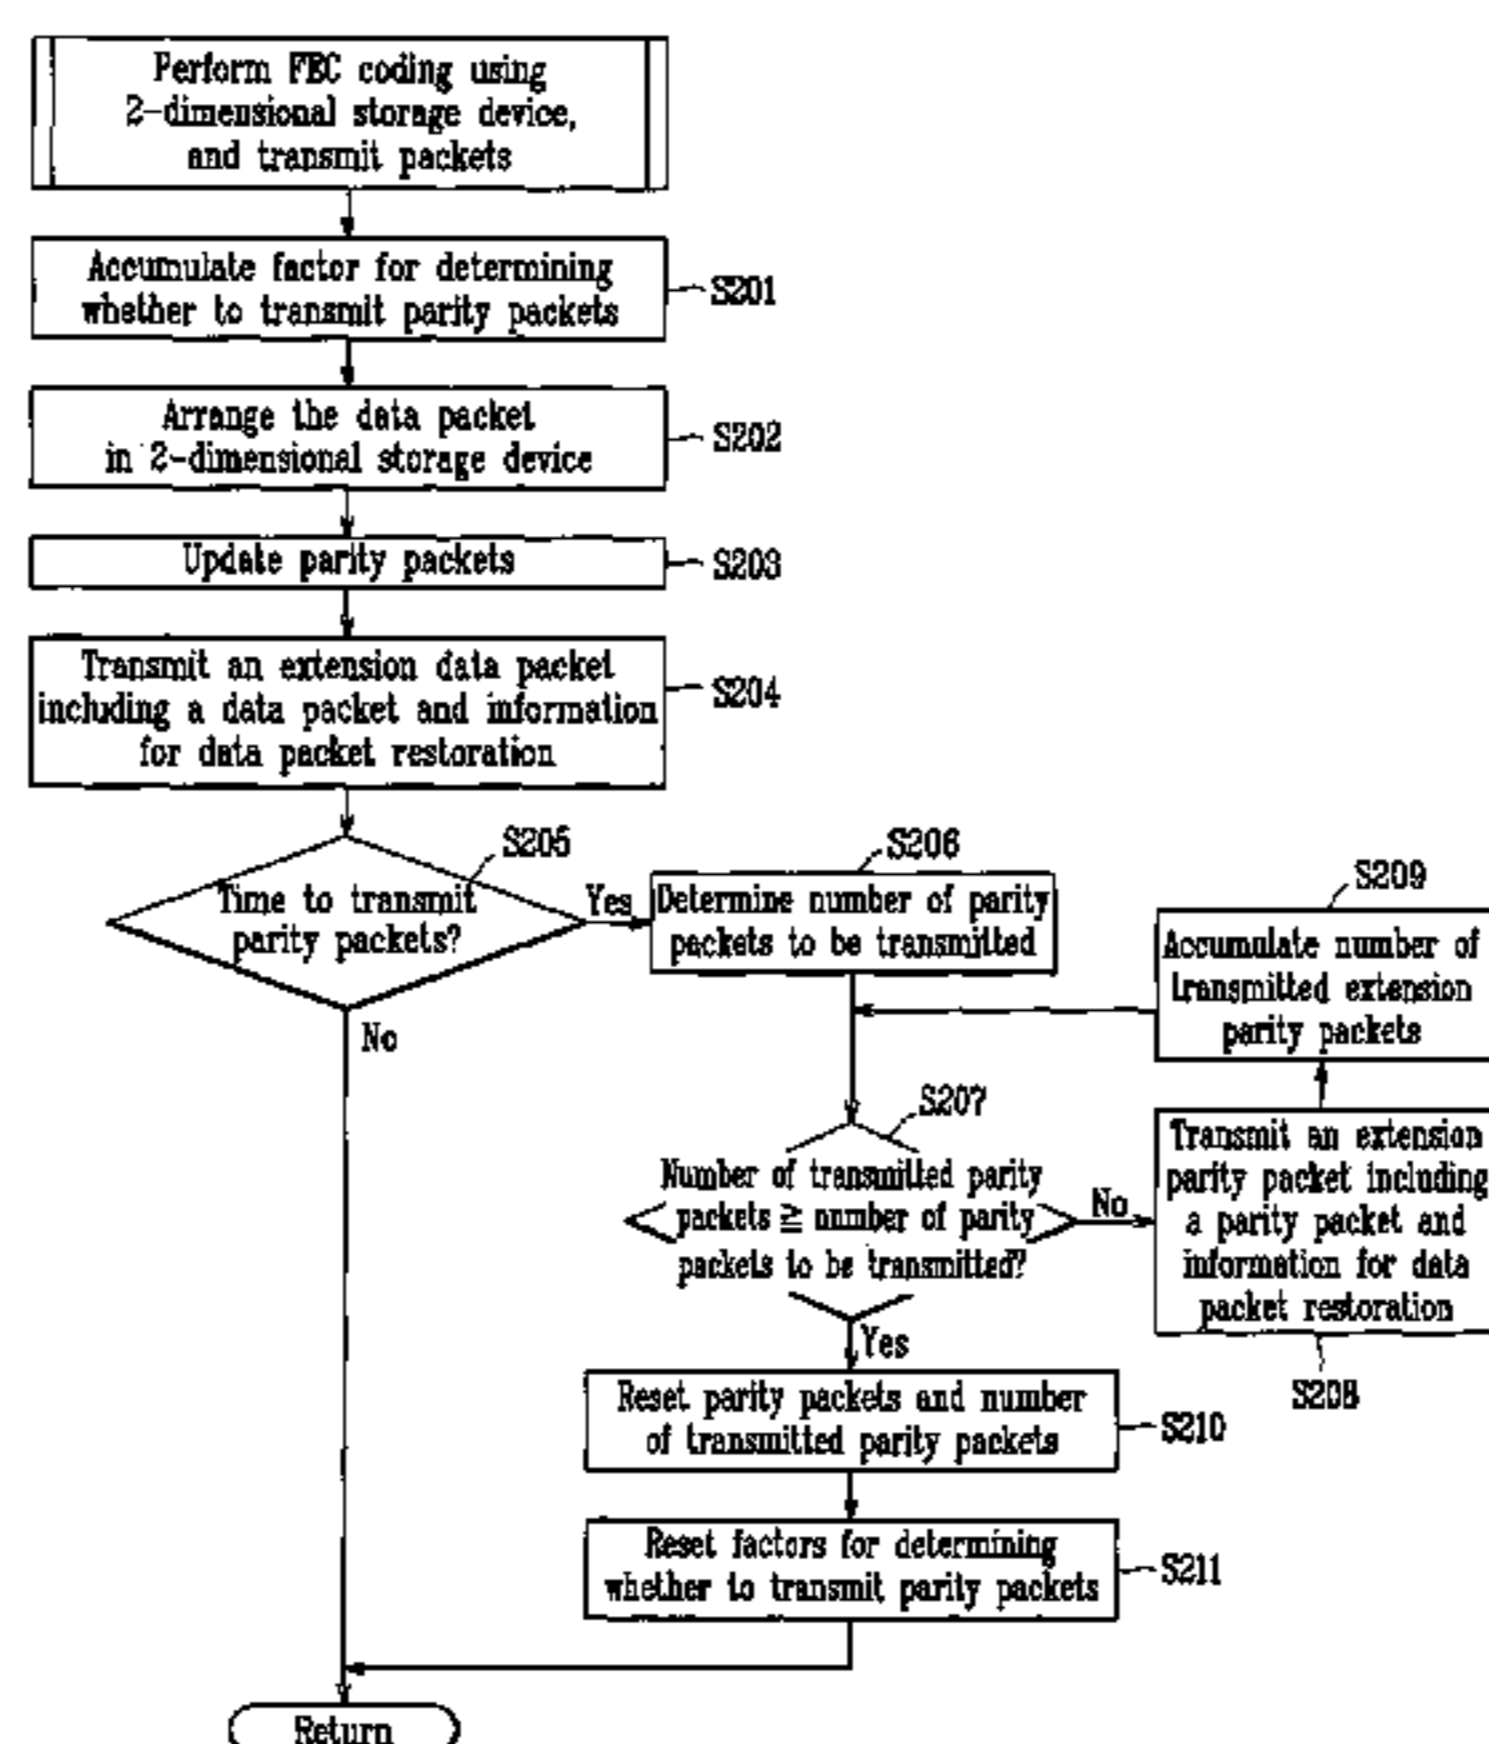 Perform FEC coding using
2-dimensional storage device,
and transmit packets
Accumulate factor for determining
whether to transmit parity packets
S201
Arrange the data packet
in 2-dimensional storage device
S202
Update parity packets
S203
Transmit an extension data packet
including a data packet and information
for data packet restoration
S204
S205
Time to transmit
parity packets?
Yes
No
S206
Determine number of parity
packets to be transmitted
S209
Accumulate number of
transmitted extension
parity packets
S207
Number of transmitted parity
packets ≧ number of parity
packets to be transmitted?
No
Yes
Transmit an extension
parity packet including
a parity packet and
information for data
packet restoration
S208
Reset parity packets and number
of transmitted parity packets
S210
Reset factors for determining
whether to transmit parity packets
S211
Return